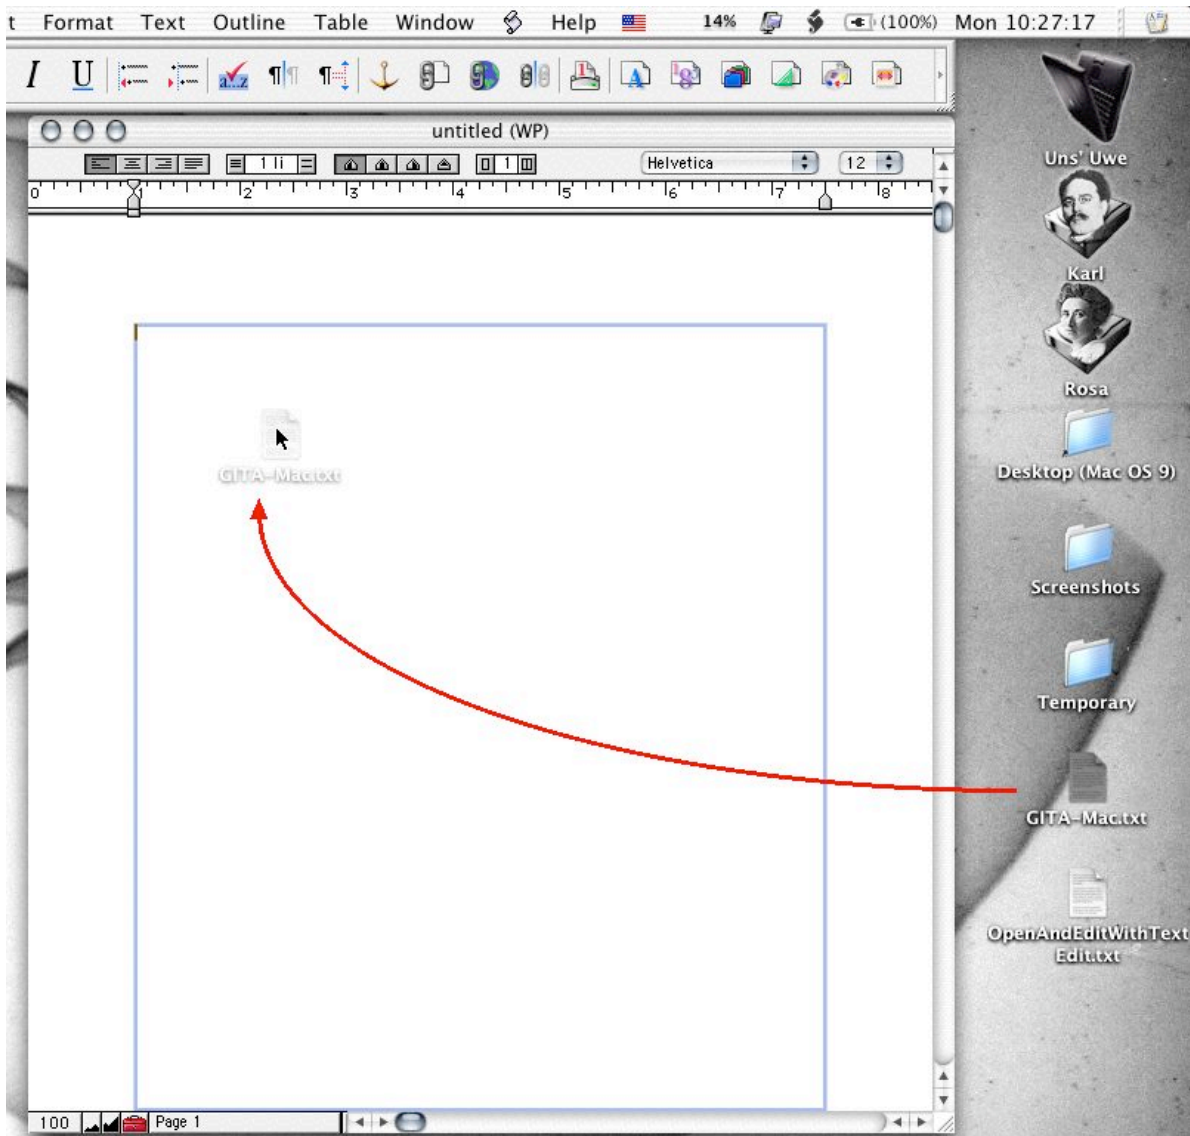 t Format Text Outline Table Window Help 14% (100%) Mon 10:27:17
I U a...z
untitled (WP)
1 li 1 Helvetica 12
0 1 2 3 4 5 6 7 8
Uns' Uwe
Karl
Rosa
Desktop (Mac OS 9)
GITA-Mac.txt
Screenshots
Temporary
GITA-Mac.txt
OpenAndEditWithText
Edit.txt
100 Page 1